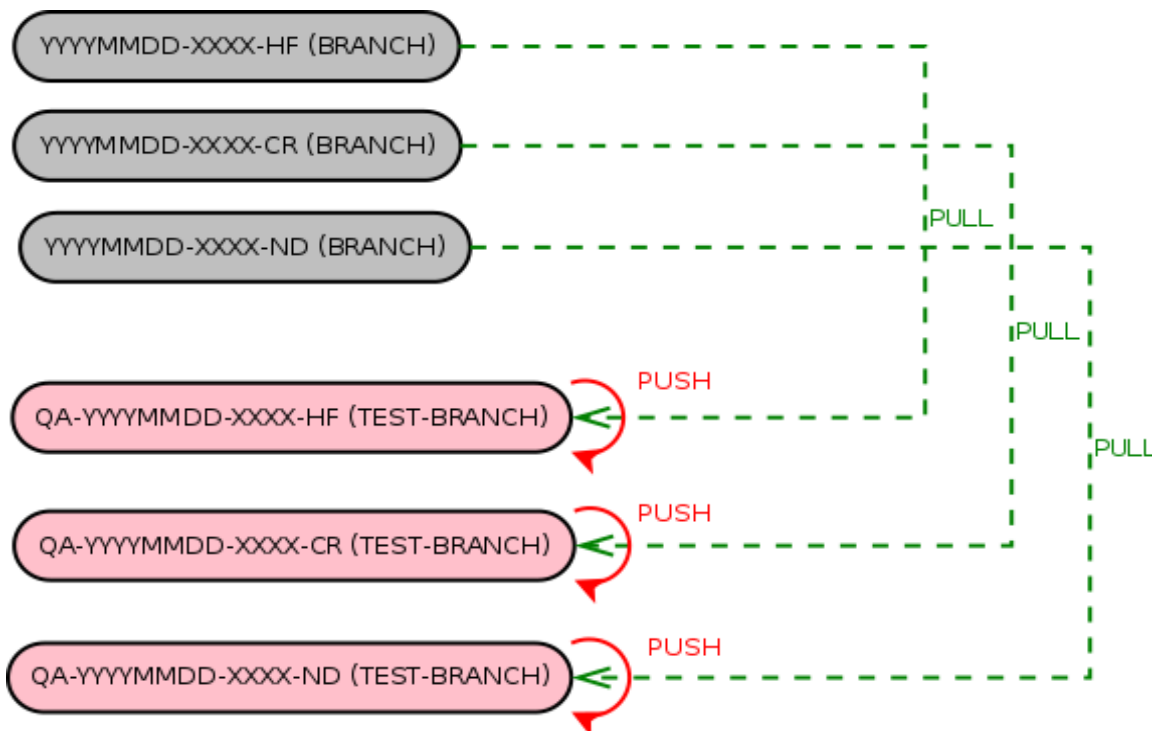 YYYYMMDD-XXXX-HF (BRANCH)
YYYYMMDD-XXXX-CR (BRANCH)
PULL
YYYYMMDD-XXXX-ND (BRANCH)
PULL
PUSH
QA-YYYYMMDD-XXXX-HF (TEST-BRANCH)
PULL
PUSH
QA-YYYYMMDD-XXXX-CR (TEST-BRANCH)
PUSH
QA-YYYYMMDD-XXXX-ND (TEST-BRANCH)